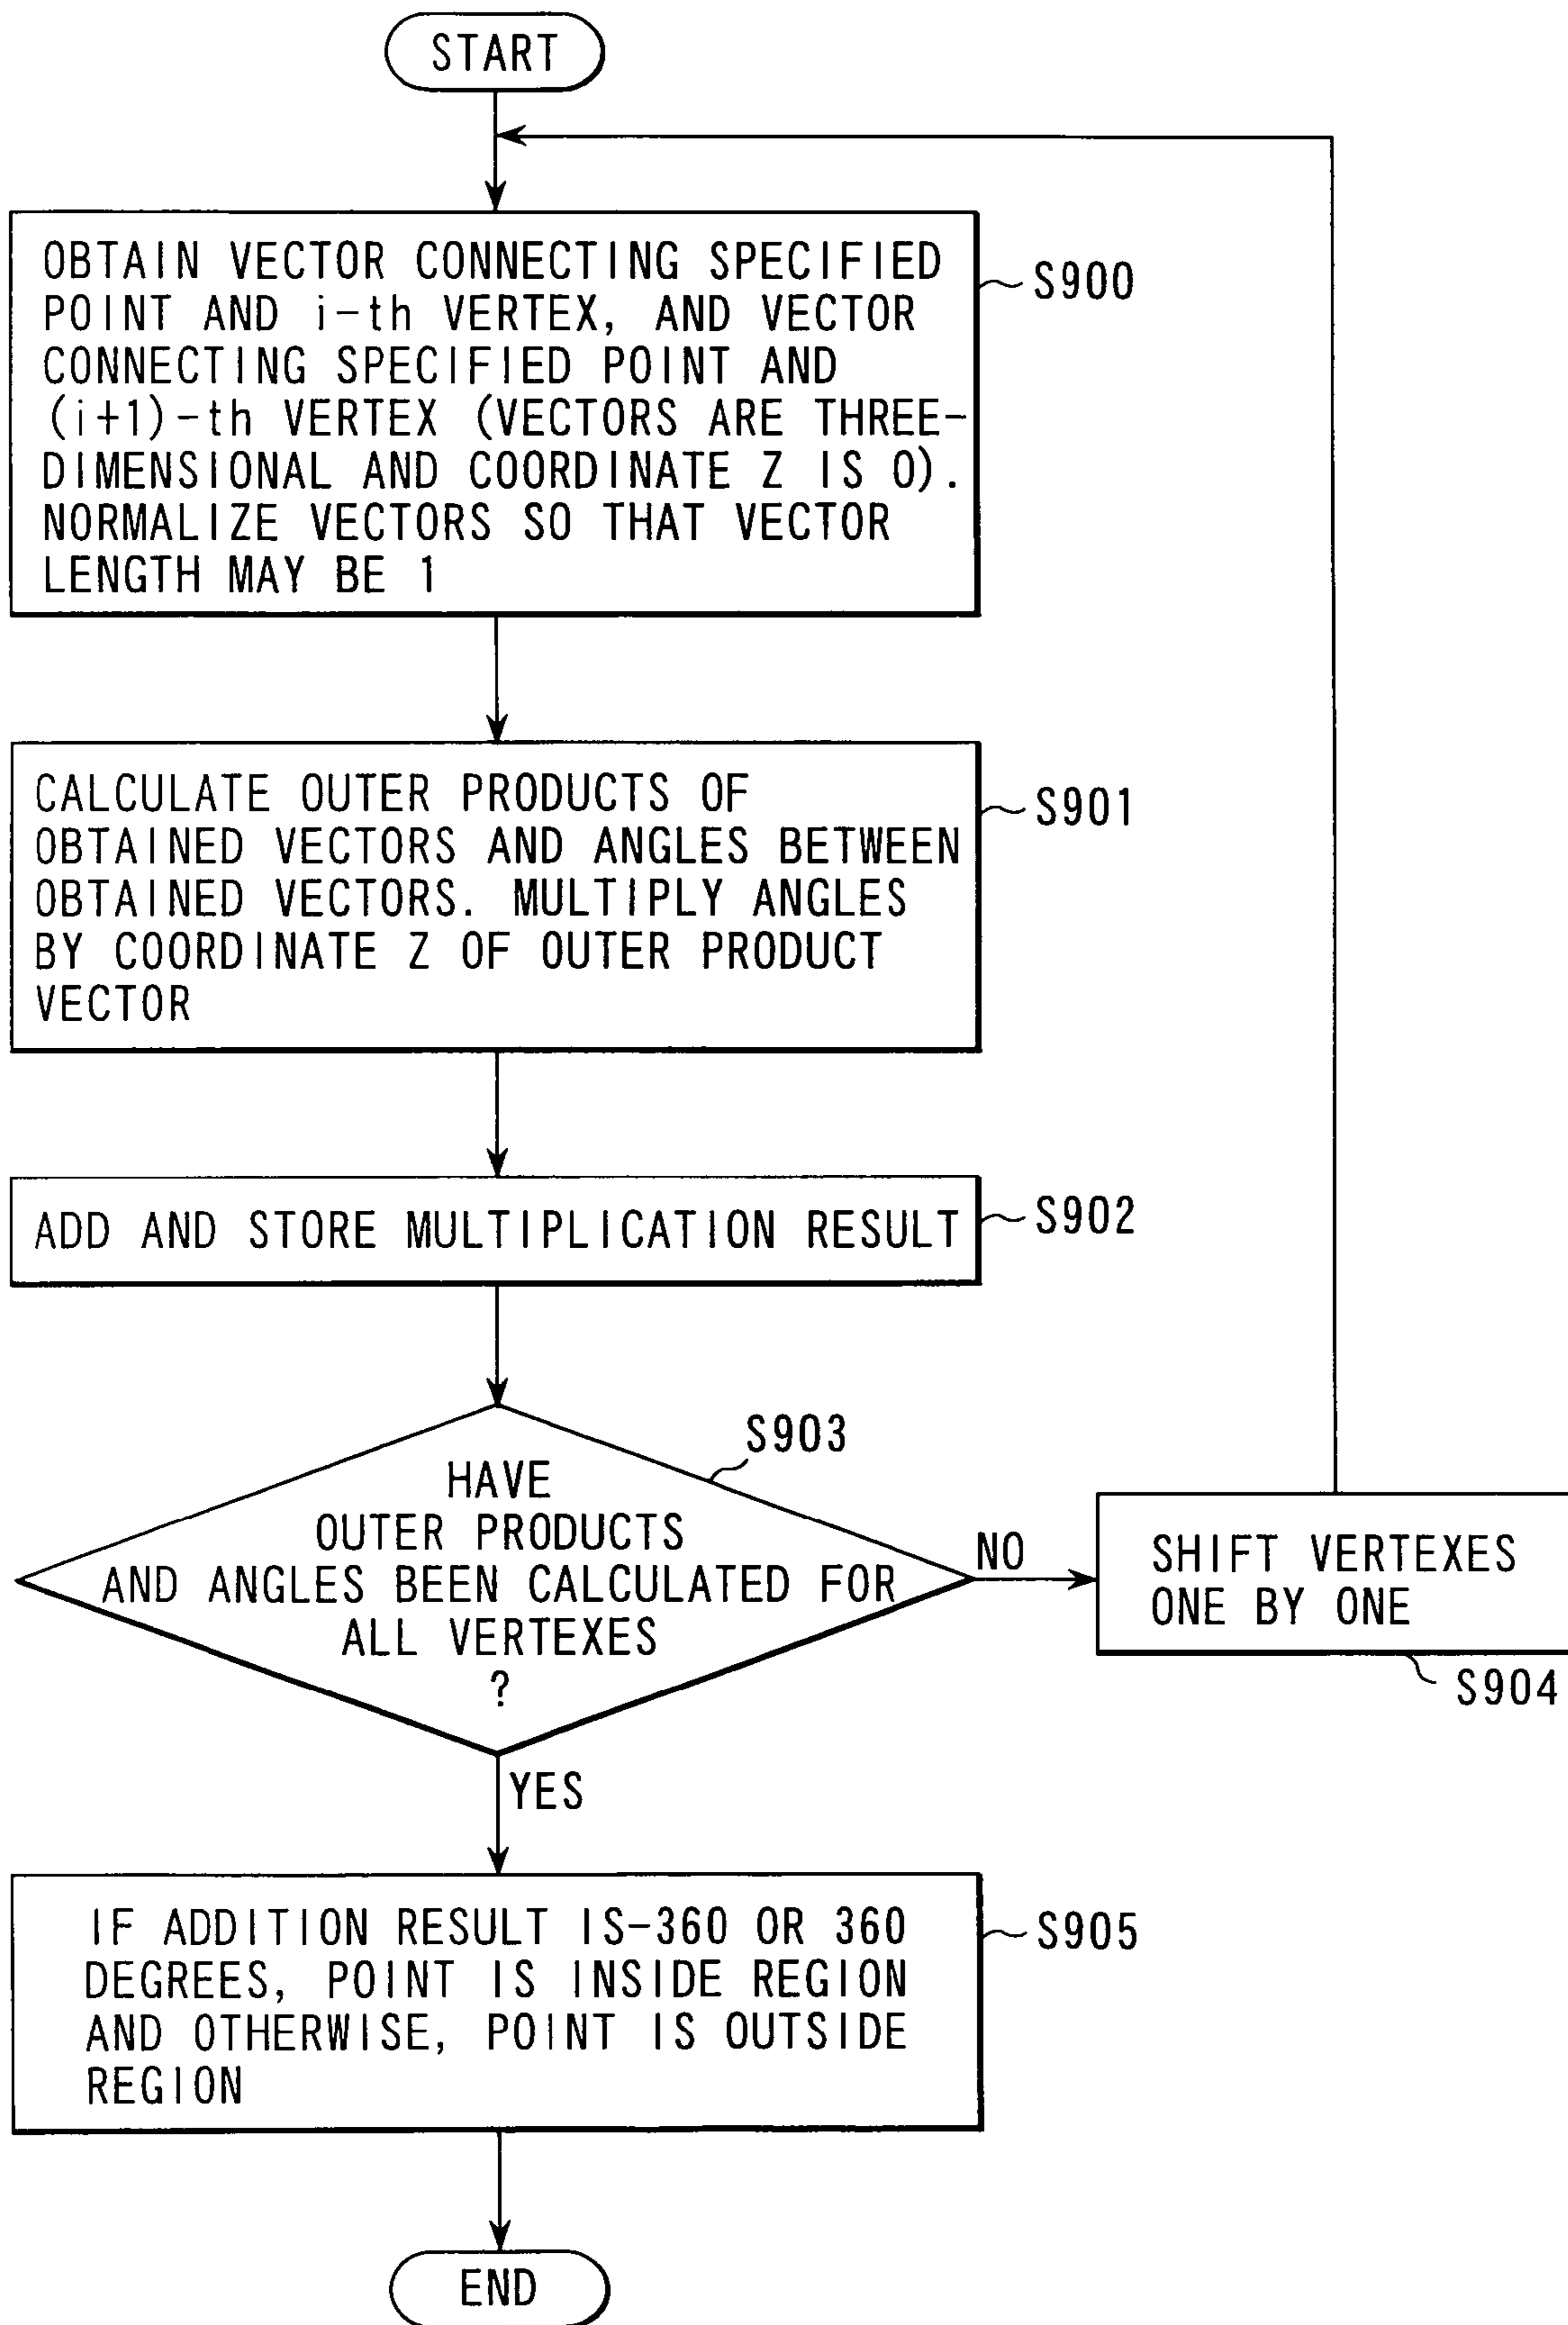 START
OBTAIN VECTOR CONNECTING SPECIFIED
POINT AND i-th VERTEX, AND VECTOR
CONNECTING SPECIFIED POINT AND
(i+1)-th VERTEX (VECTORS ARE THREE-
DIMENSIONAL AND COORDINATE Z IS 0).
NORMALIZE VECTORS SO THAT VECTOR
LENGTH MAY BE 1
S900
CALCULATE OUTER PRODUCTS OF
OBTAINED VECTORS AND ANGLES BETWEEN
OBTAINED VECTORS. MULTIPLY ANGLES
BY COORDINATE Z OF OUTER PRODUCT
VECTOR
S901
ADD AND STORE MULTIPLICATION RESULT
S902
S903
HAVE
OUTER PRODUCTS
AND ANGLES BEEN CALCULATED FOR
ALL VERTEXES
?
NO
SHIFT VERTEXES
ONE BY ONE
S904
YES
IF ADDITION RESULT IS-360 OR 360
DEGREES, POINT IS INSIDE REGION
AND OTHERWISE, POINT IS OUTSIDE
REGION
S905
END